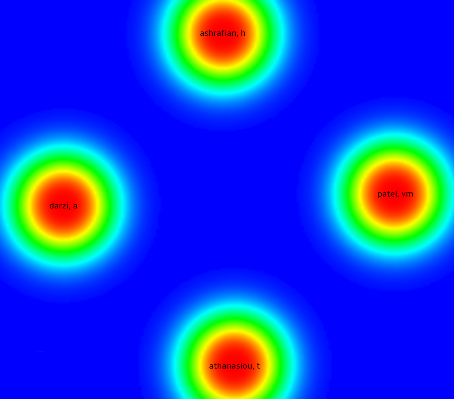 ashrafian, h
patel, vm
darzi, a
athanasiou, t